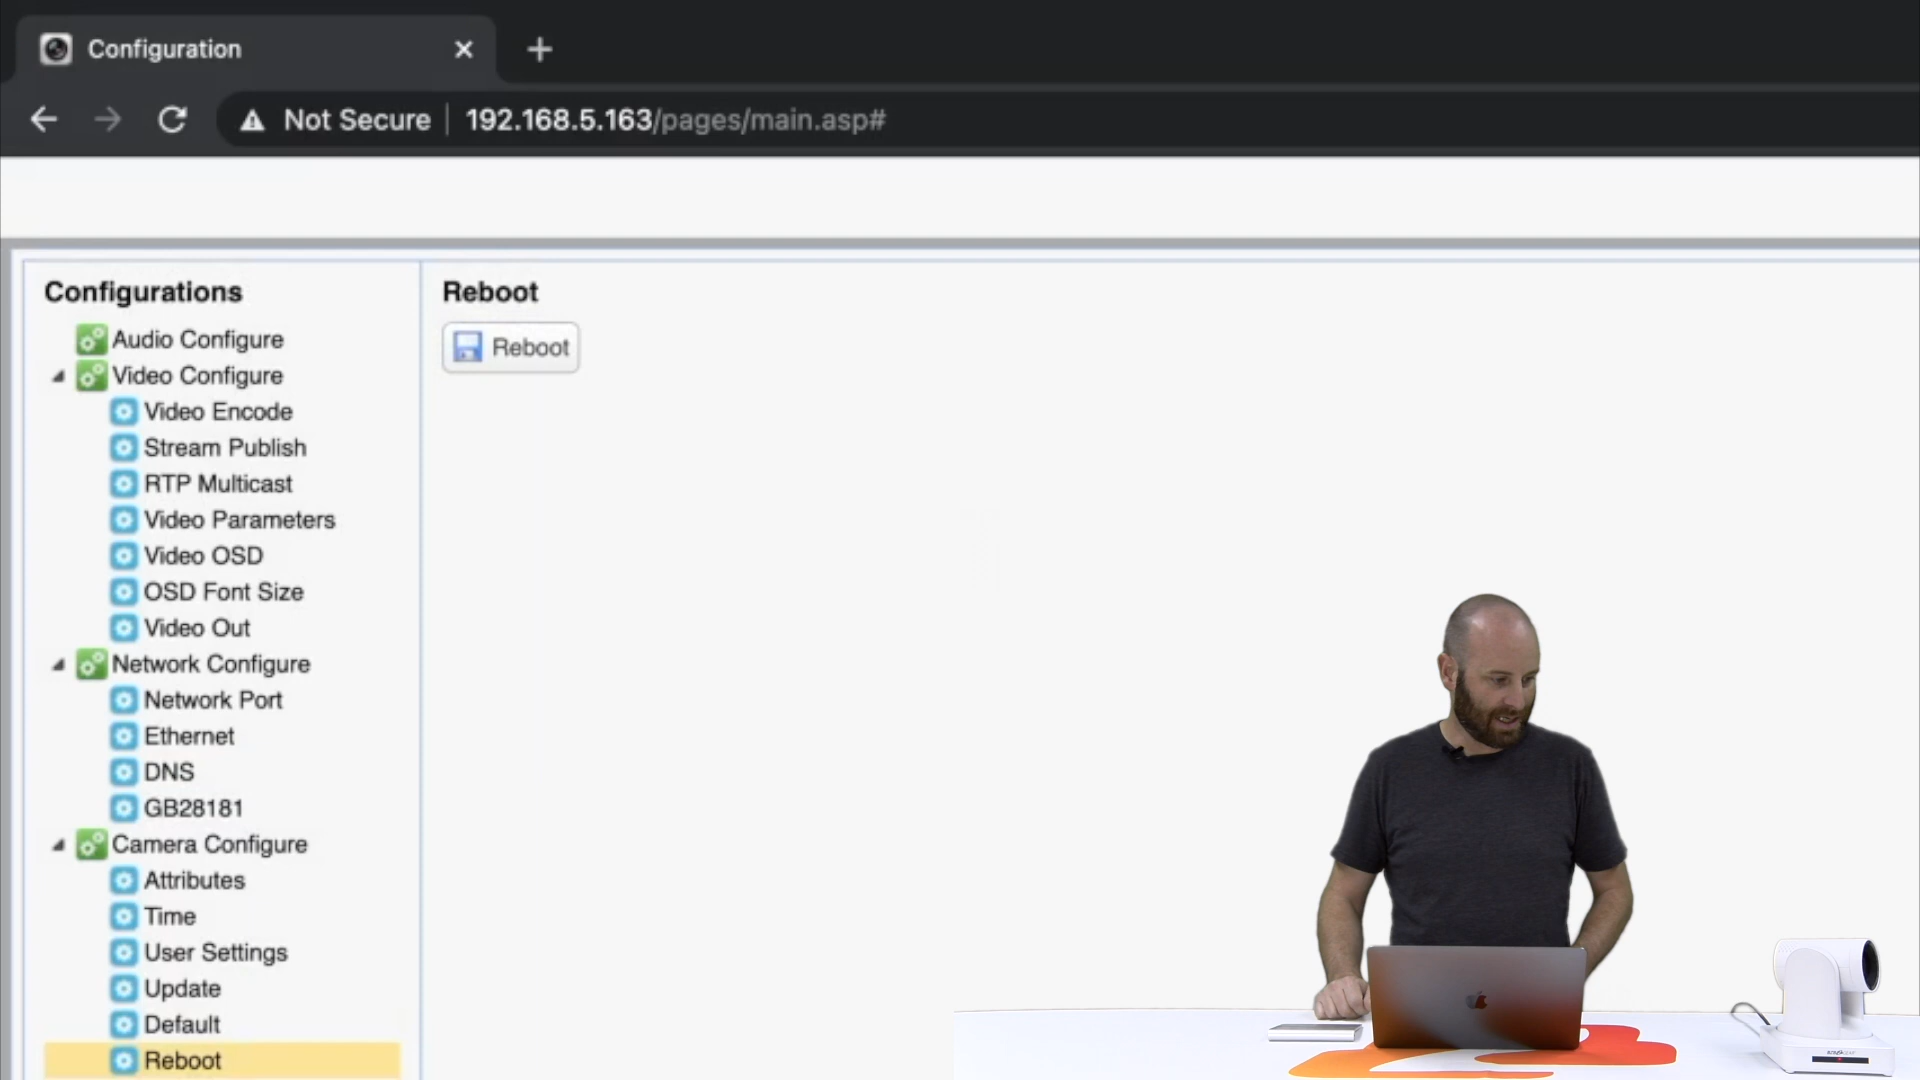 Configuration
Not Secure 192.168.5.163/pages/main.asp#
Configurations
Audio Configure
Video Configure
Video Encode
Stream Publish
RTP Multicast
Video Parameters
Video OSD
OSD Font Size
Video Out
Network Configure
Network Port
Ethernet
DNS
GB28181
Camera Configure
Attributes
Time
User Settings
Update
Default
Reboot
Reboot
Reboot